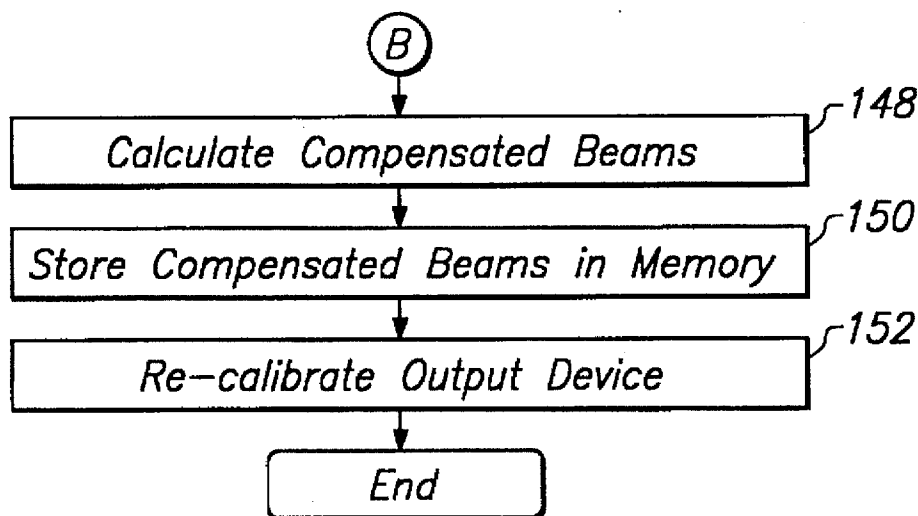 B
148
Calculate Compensated Beams
150
Store Compensated Beams in Memory
152
Re-calibrate Output Device
End